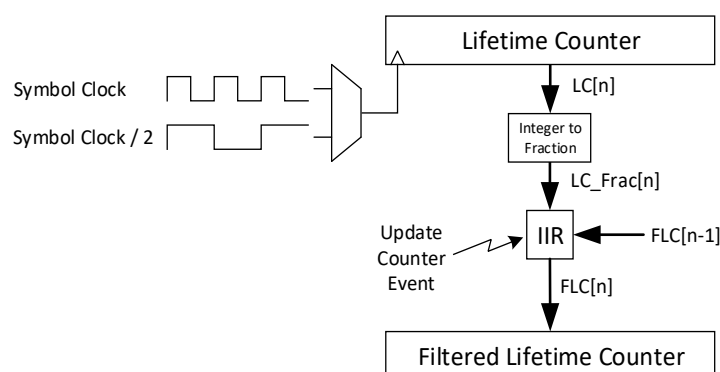 Lifetime Counter
Symbol Clock
LC[n]
Symbol Clock / 2
Integer to
Fraction
LC_Frac[n]
Update
Counter
Event
IIR
FLC[n-1]
FLC[n]
Filtered Lifetime Counter